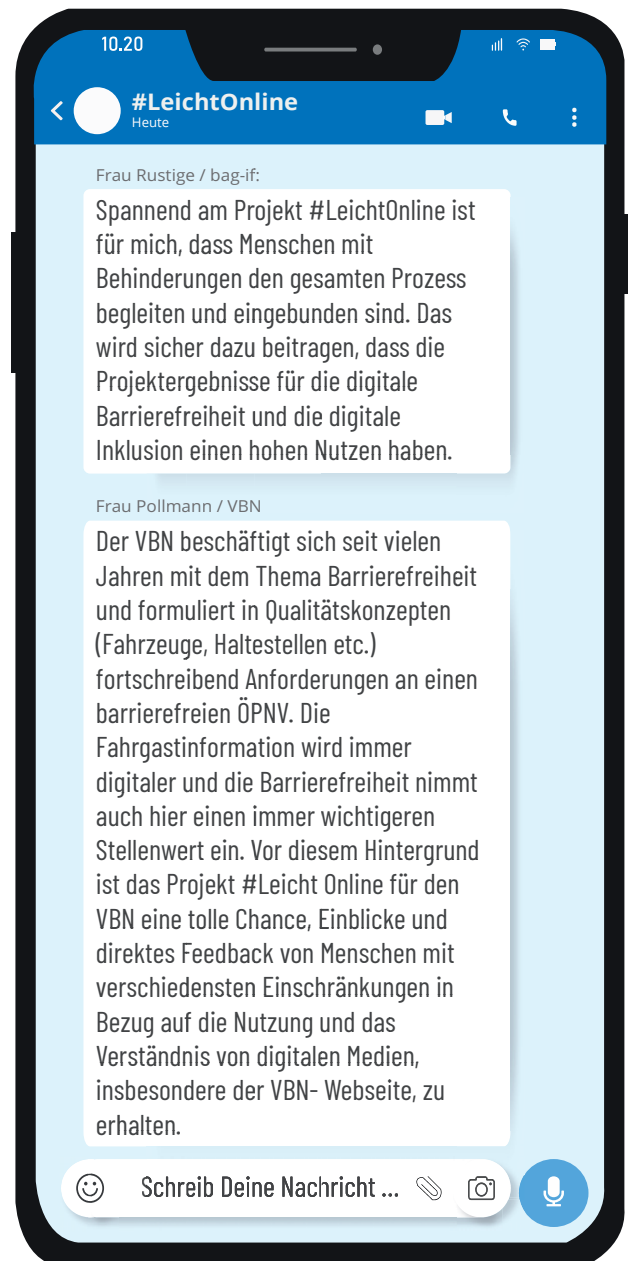 10.20
#LeichtOnline
Heute
Frau Rustige / bag-if:
Spannend am Projekt #LeichtOnline ist
für mich, dass Menschen mit
Behinderungen den gesamten Prozess
begleiten und eingebunden sind. Das
wird sicher dazu beitragen, dass die
Projektergebnisse für die digitale
Barrierefreiheit und die digitale
Inklusion einen hohen Nutzen haben.
Frau Pollmann / VBN
Der VBN beschäftigt sich seit vielen
Jahren mit dem Thema Barrierefreiheit
und formuliert in Qualitätskonzepten
(Fahrzeuge, Haltestellen etc.)
fortschreibend Anforderungen an einen
barrierefreien ÖPNV. Die
Fahrgastinformation wird immer
digitaler und die Barrierefreiheit nimmt
auch hier einen immer wichtigeren
Stellenwert ein. Vor diesem Hintergrund
ist das Projekt #Leicht Online für den
VBN eine tolle Chance, Einblicke und
direktes Feedback von Menschen mit
verschiedensten Einschränkungen in
Bezug auf die Nutzung und das
Verständnis von digitalen Medien,
insbesondere der VBN- Webseite, zu
erhalten.
Schreib Deine Nachricht ...